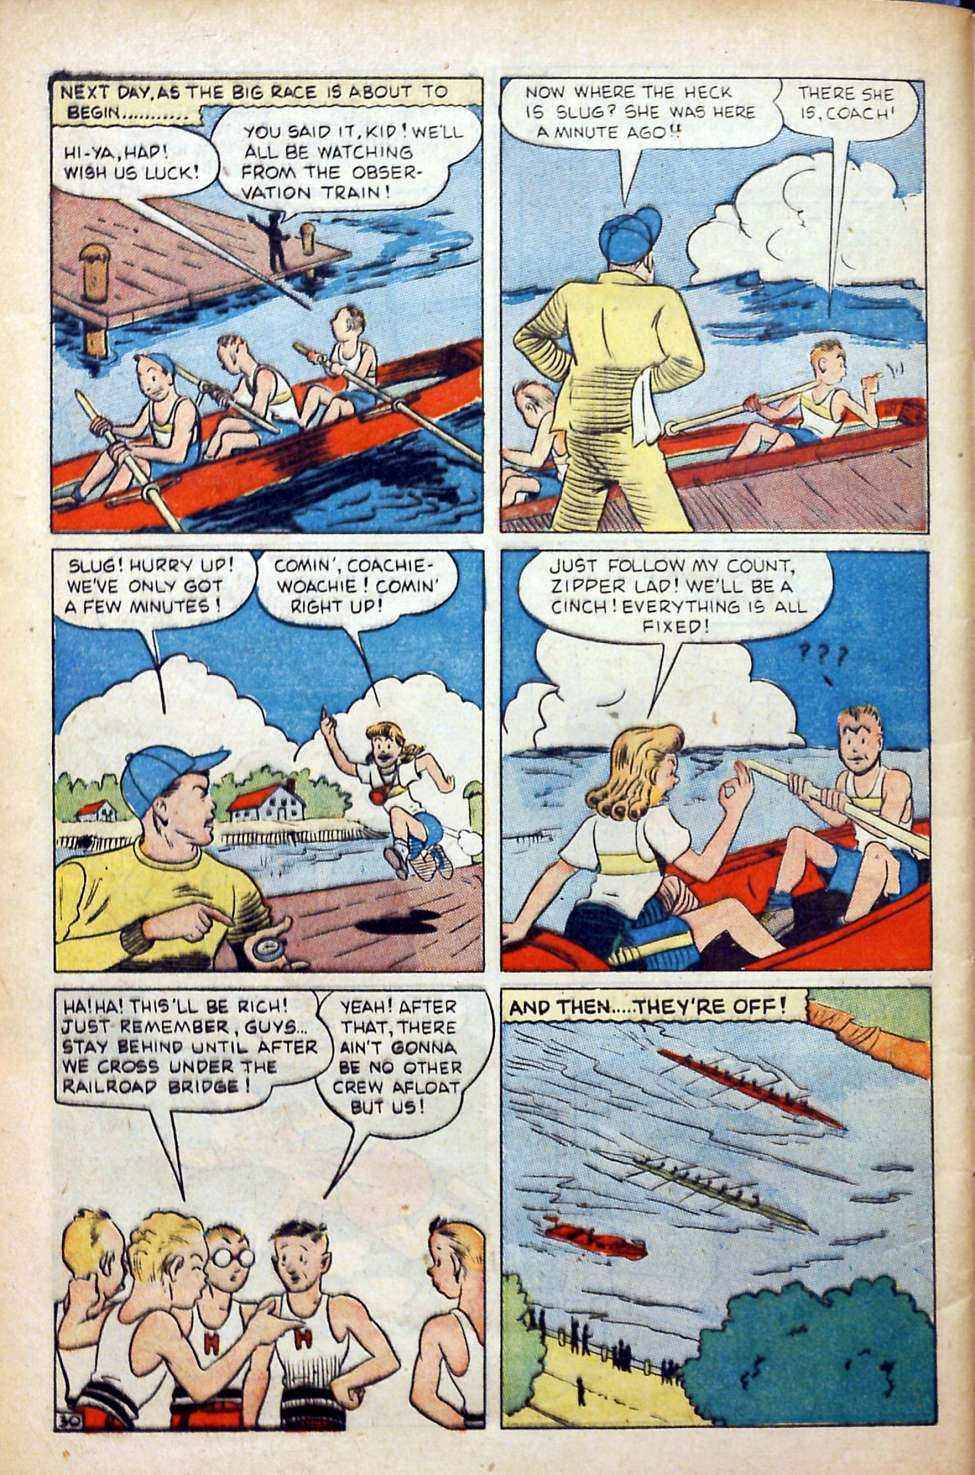 NEXT DAY, AS THE BIG RACE IS ABOUT TO
BEGIN...........
HI-YA, HAP!
WISH US LUCK!
YOU SAID IT, KID! WE'LL
ALL BE WATCHING
FROM THE OBSER-
VATION TRAIN!
NOW WHERE THE HECK
IS SLUG? SHE WAS HERE
A MINUTE AGO!!
THERE SHE
IS, COACH!
SLUG! HURRY UP!
WE'VE ONLY GOT
A FEW MINUTES!
COMIN', COACHIE-
WOACHIE! COMIN'
RIGHT UP!
JUST FOLLOW MY COUNT,
ZIPPER LAD! WE'LL BE A
CINCH! EVERYTHING IS ALL
FIXED!
???
HA! HA! THIS'LL BE RICH!
JUST REMEMBER, GUYS...
STAY BEHIND UNTIL AFTER
WE CROSS UNDER THE
RAILROAD BRIDGE!
YEAH! AFTER
THAT, THERE
AIN'T GONNA
BE NO OTHER
CREW AFLOAT
BUT US!
H
H
30
AND THEN.....THEY'RE OFF!